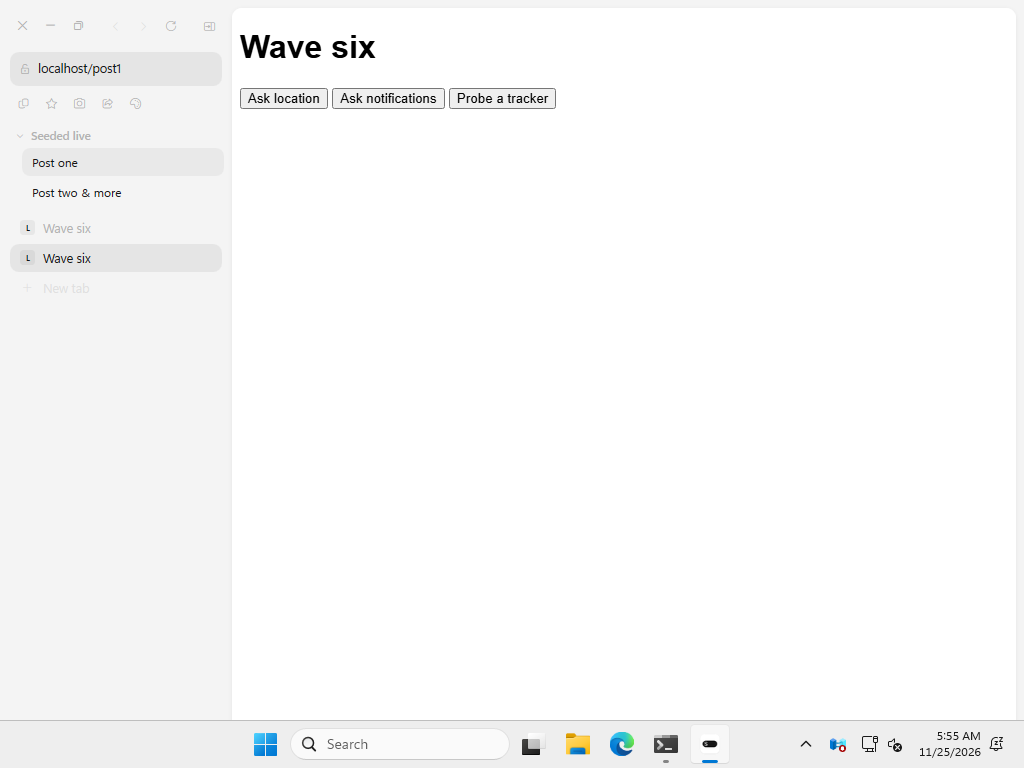 localhost/post1
Seeded live
Post one
Post two & more
L Wave six
L Wave six
+ New tab
Wave six
Ask location Ask notifications Probe a tracker
Search
5:55 AM
11/25/2026